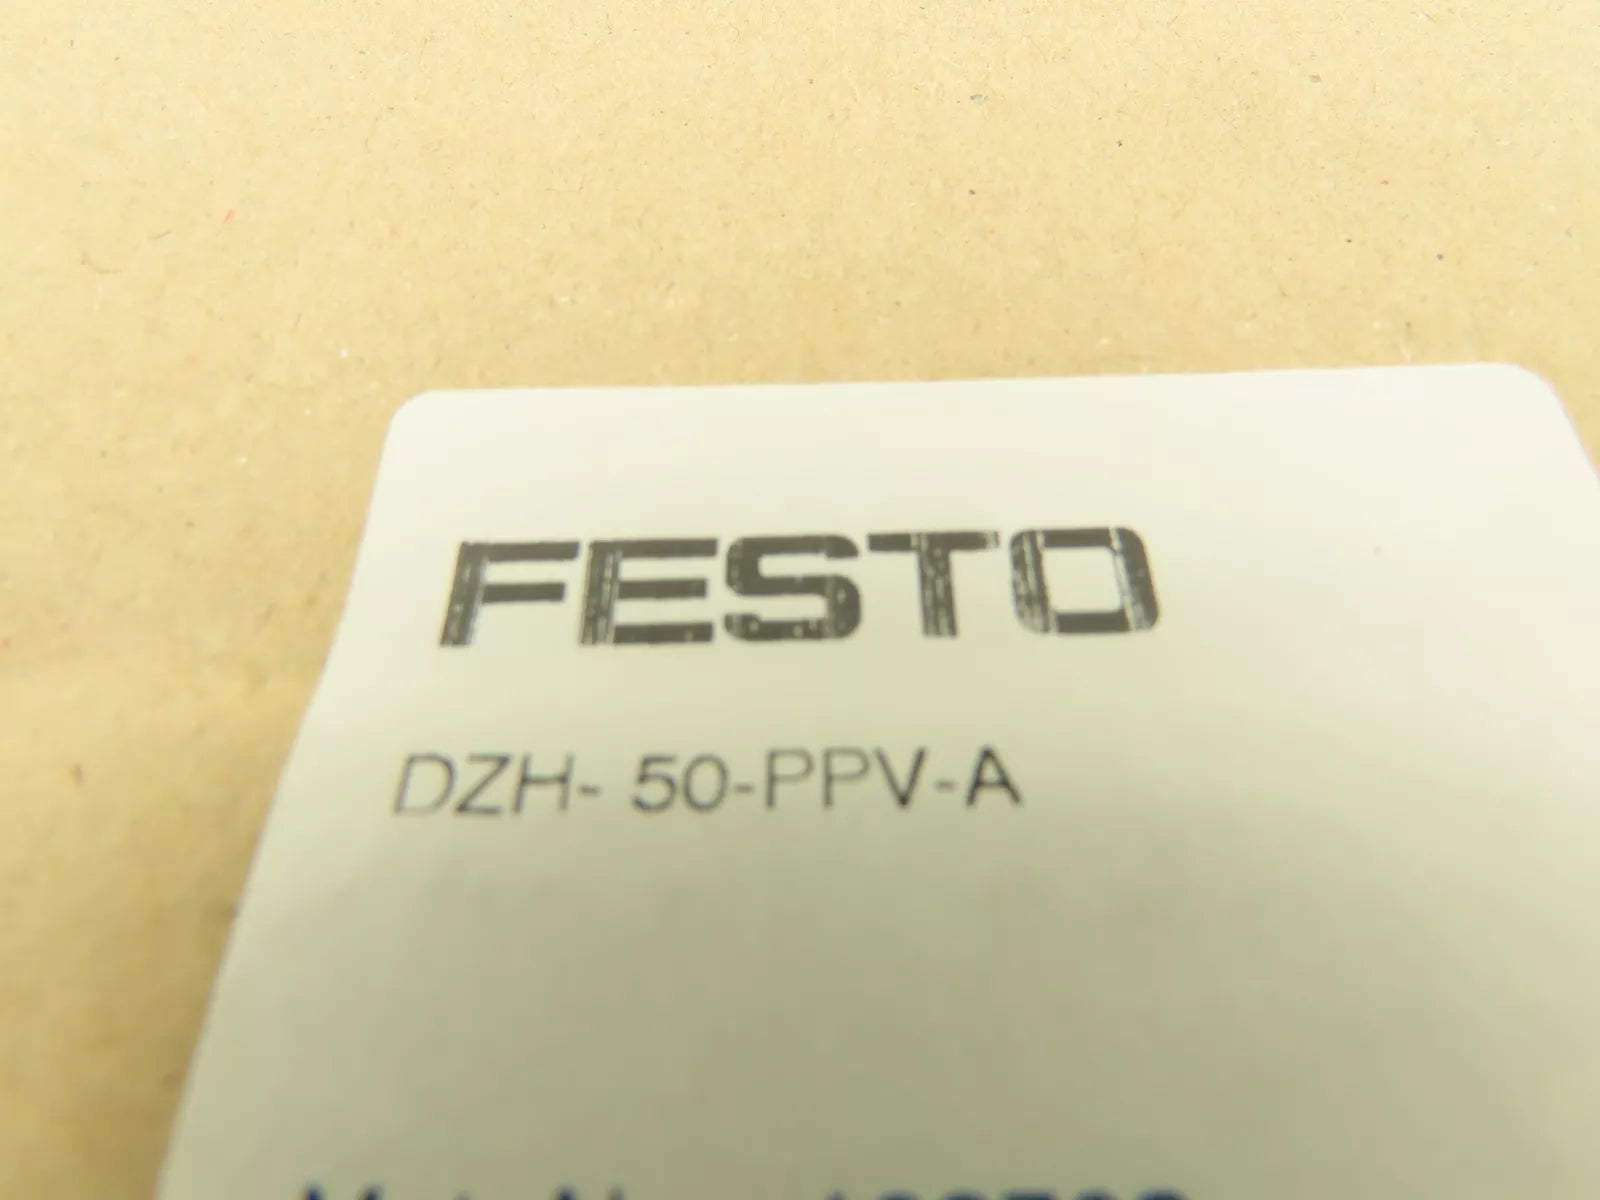 FESTO
DZH- 50-PPV-A